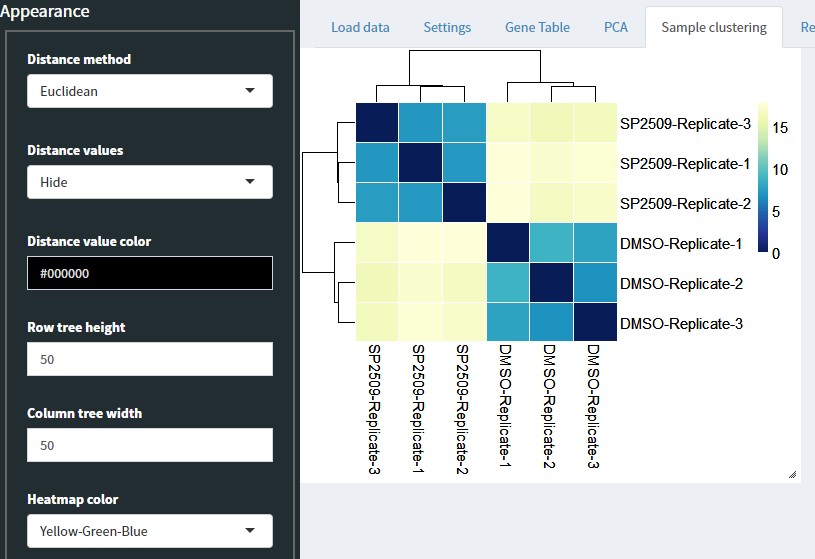 Appearance
Distance method
Euclidean
Distance values
Hide
Distance value color
#000000
Row tree height
50
Column tree width
50
Heatmap color
Yellow-Green-Blue
Load data
Settings
Gene Table
PCA
Sample clustering
Re
SP2509-Replicate-3
SP2509-Replicate-1
SP2509-Replicate-2
DMSO-Replicate-1
DMSO-Replicate-2
DMSO-Replicate-3
15
10
5
0
SP2509-Replicate-3
SP2509-Replicate-1
SP2509-Replicate-2
DMSO-Replicate-1
DMSO-Replicate-2
DMSO-Replicate-3